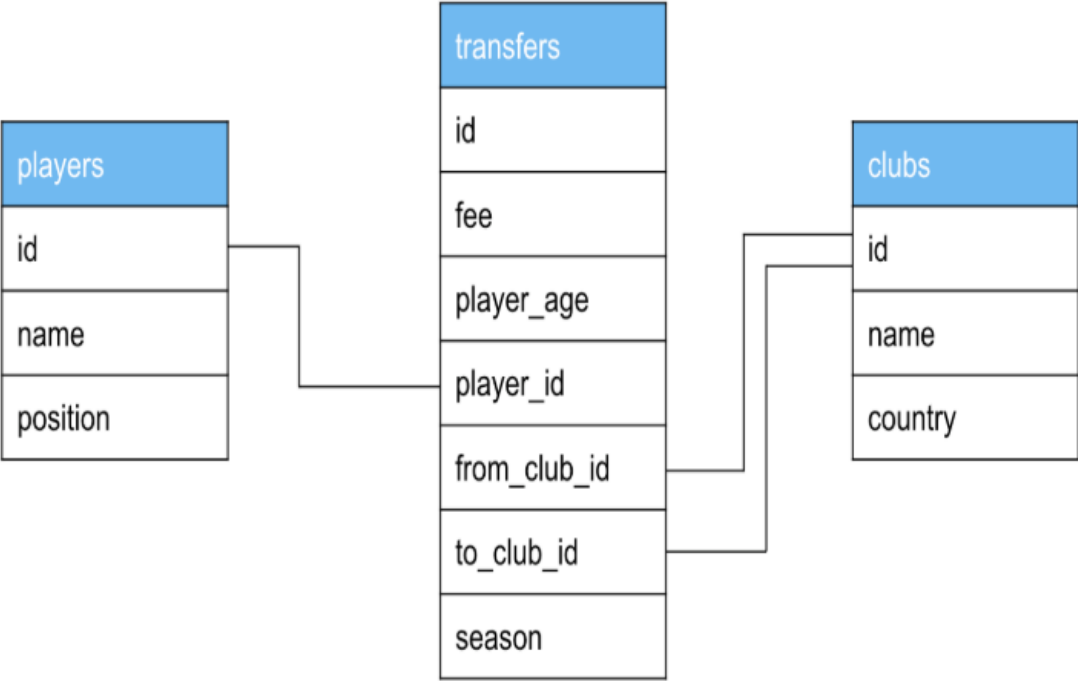 players
id
name
position
transfers
id
fee
player_age
player_id
from_club_id
to_club_id
season
clubs
id
name
country